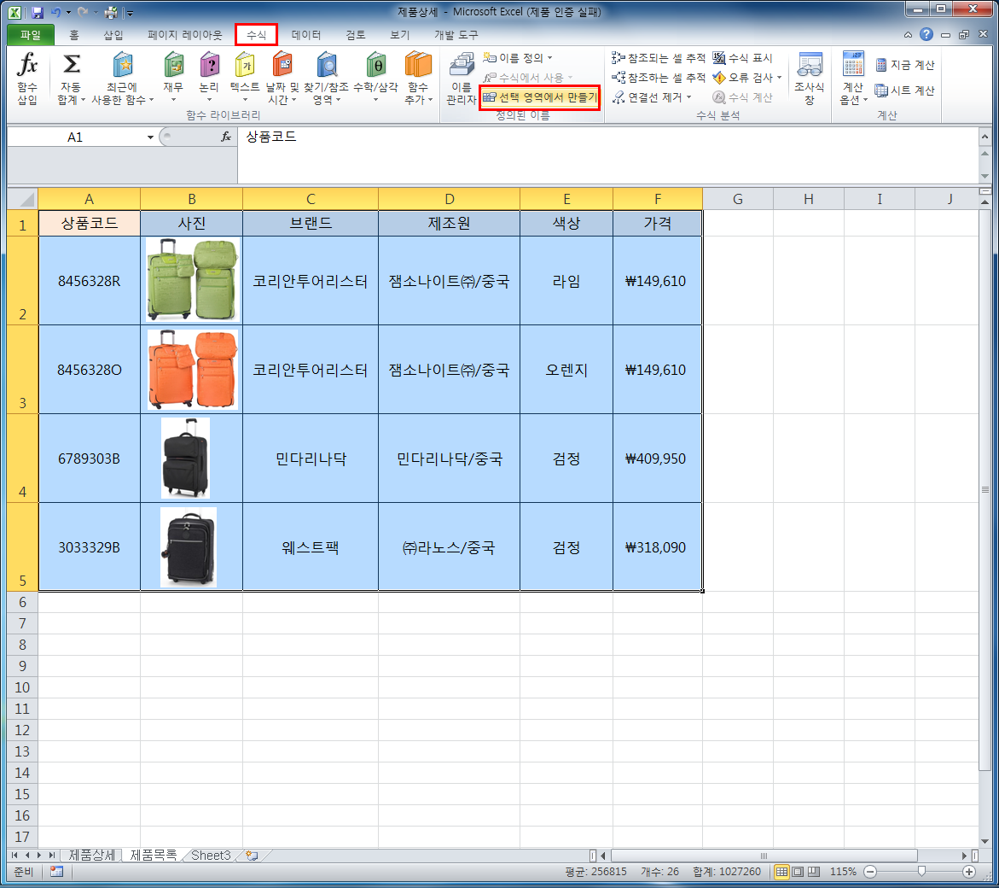 제품상세 - Microsoft Excel (제품 인증 실패)
파일 홈 삽입 페이지 레이아웃 수식 데이터 검토 보기 개발 도구
fx 함수 삽입
Σ 자동 합계
최근에 사용한 함수
재무
논리
텍스트
날짜 및 시간
찾기/참조 영역
수학/삼각
함수 추가
함수 라이브러리
이름 관리자
이름 정의
수식에서 사용
선택 영역에서 만들기
정의된 이름
참조되는 셀 추적
참조하는 셀 추적
연결선 제거
수식 표시
오류 검사
수식 계산
조사식 창
수식 분석
계산 옵션
지금 계산
시트 계산
계산
A1 fx 상품코드
A B C D E F G H I J
1 상품코드 사진 브랜드 제조원 색상 가격
2 8456328R 코리안투어리스터 잼소나이트㈜/중국 라임 ₩149,610
3 8456328O 코리안투어리스터 잼소나이트㈜/중국 오렌지 ₩149,610
4 6789303B 민다리나닥 민다리나닥/중국 검정 ₩409,950
5 3033329B 웨스트팩 ㈜라노스/중국 검정 ₩318,090
6
7
8
9
10
11
12
13
14
15
16
17
제품상세 제품목록 Sheet3
준비 평균: 256815 개수: 26 합계: 1027260 115%